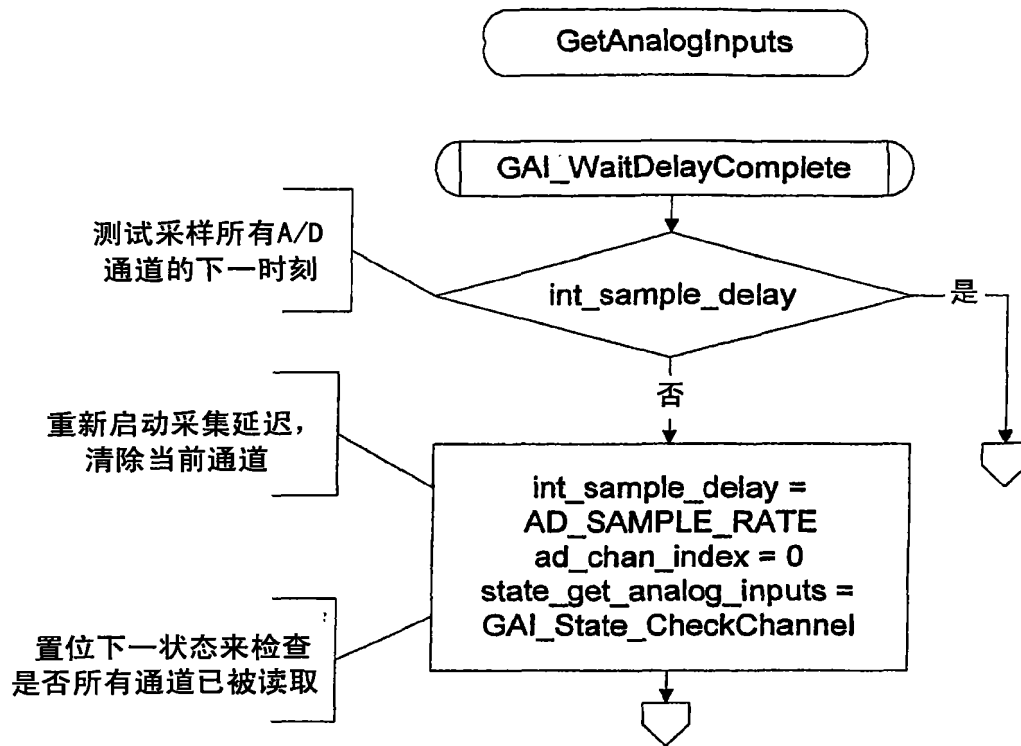 GetAnalogInputs
GAI_WaitDelayComplete
测试采样所有A/D
通道的下一时刻
int_sample_delay
是
否
重新启动采集延迟，
清除当前通道
int_sample_delay =
AD_SAMPLE_RATE
ad_chan_index = 0
state_get_analog_inputs =
GAI_State_CheckChannel
置位下一状态来检查
是否所有通道已被读取